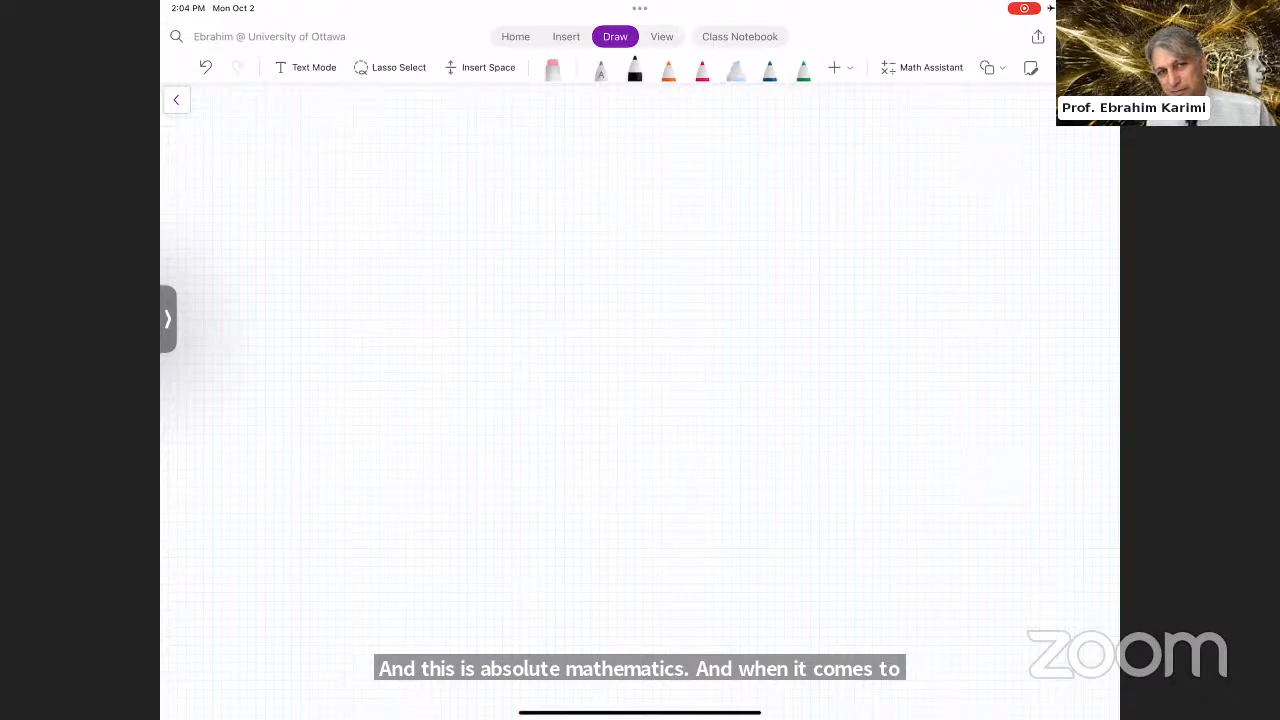 2:04 PM Mon Oct 2
Ebrahim @ University of Ottawa
Home Insert Draw View Class Notebook
Text Mode Lasso Select Insert Space Math Assistant
Prof. Ebrahim Karimi
zoom
And this is absolute mathematics. And when it comes to